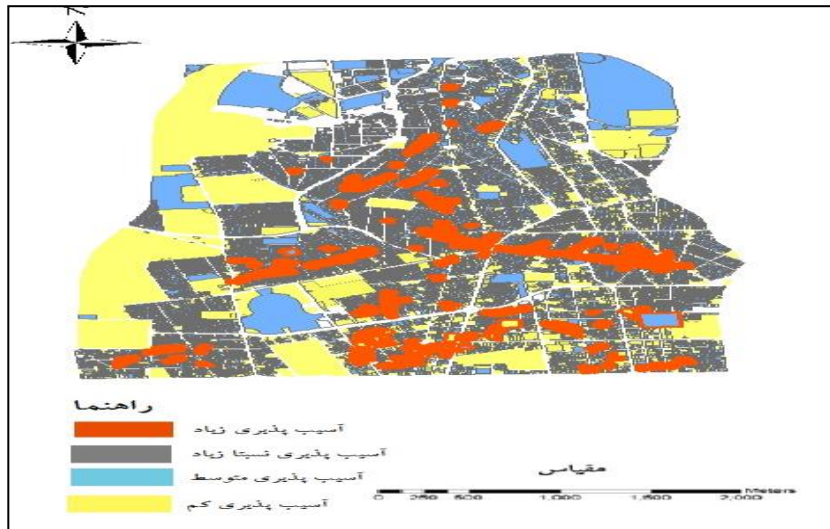 راهنما
آسیب پذیری زیاد
آسیب پذیری نسبتا زیاد
آسیب پذیری متوسط
آسیب پذیری کم
مقیاس
0 250 500 1,000 1,500 2,000 Meters